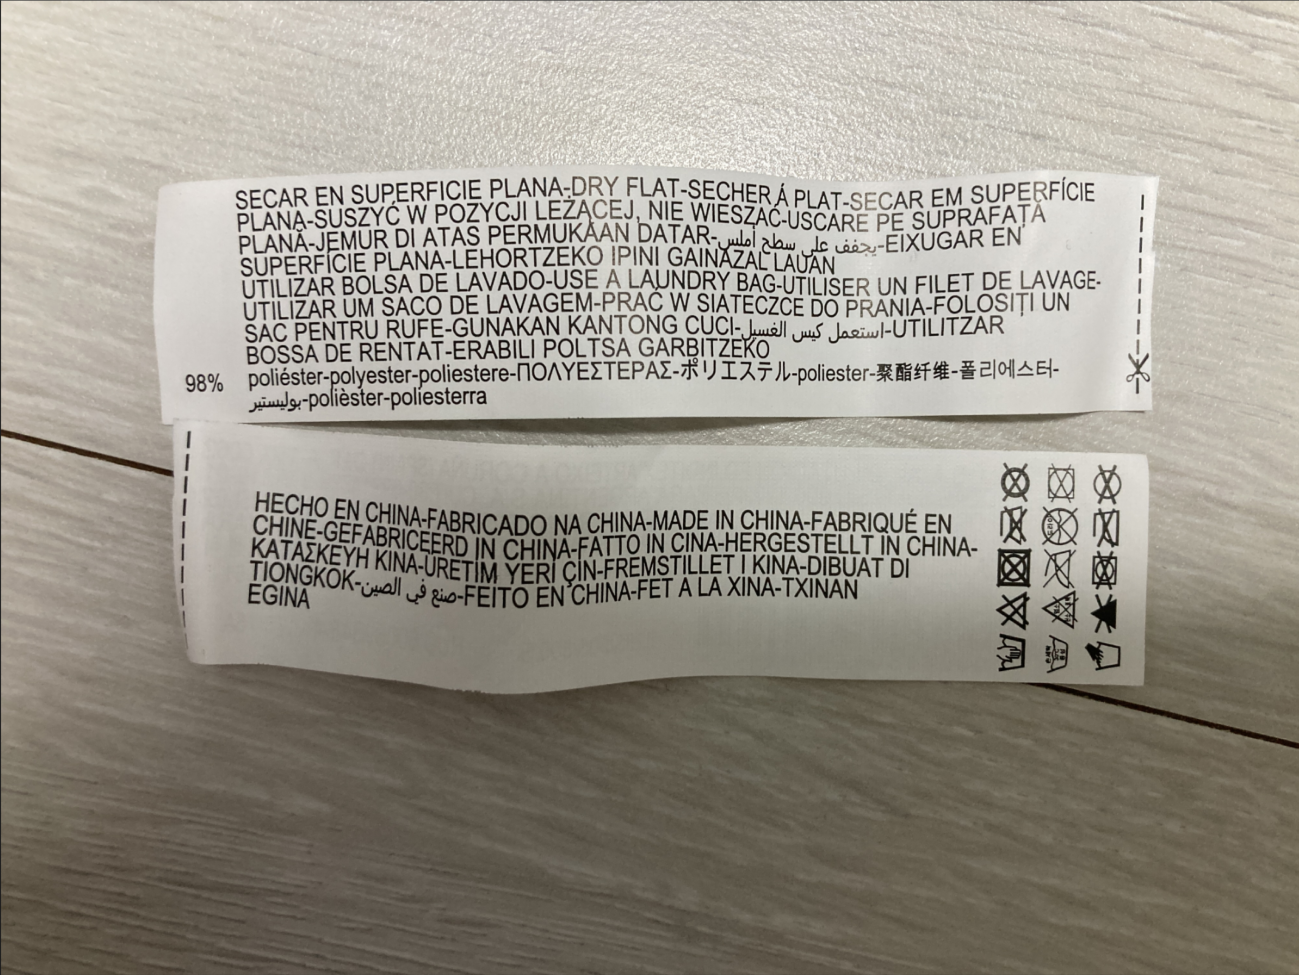 SECAR EN SUPERFICIE PLANA-DRY FLAT-SECHER Á PLAT-SECAR EM SUPERFÍCIE
PLANA-SUSZYĆ W POZYCJI LEŻĄCEJ, NIE WIESZAĆ-USCARE PE SUPRAFAȚĂ
PLANĂ-JEMUR DI ATAS PERMUKAAN DATAR-يجفف على سطح أملس-EIXUGAR EN
SUPERFÍCIE PLANA-LEHORTZEKO IPINI GAINAZAL LAUAN
UTILIZAR BOLSA DE LAVADO-USE A LAUNDRY BAG-UTILISER UN FILET DE LAVAGE-
UTILIZAR UM SACO DE LAVAGEM-PRAĆ W SIATECZCE DO PRANIA-FOLOSIȚI UN
SAC PENTRU RUFE-GUNAKAN KANTONG CUCI-استعمل كيس الغسيل-UTILITZAR
BOSSA DE RENTAT-ERABILI POLTSA GARBITZEKO
98% poliéster-polyester-poliestere-ΠΟΛΥΕΣΤΕΡΑΣ-ポリエステル-poliester-聚酯纤维-폴리에스터-
بوليستير-polièster-poliesterra
HECHO EN CHINA-FABRICADO NA CHINA-MADE IN CHINA-FABRIQUÉ EN
CHINE-GEFABRICEERD IN CHINA-FATTO IN CINA-HERGESTELLT IN CHINA-
ΚΑΤΑΣΚΕΥΗ ΚΙΝΑ-ÜRETIM YERİ ÇİN-FREMSTILLET I KINA-DIBUAT DI
TIONGKOK-صنع في الصين-FEITO EN CHINA-FET A LA XINA-TXINAN
EGINA